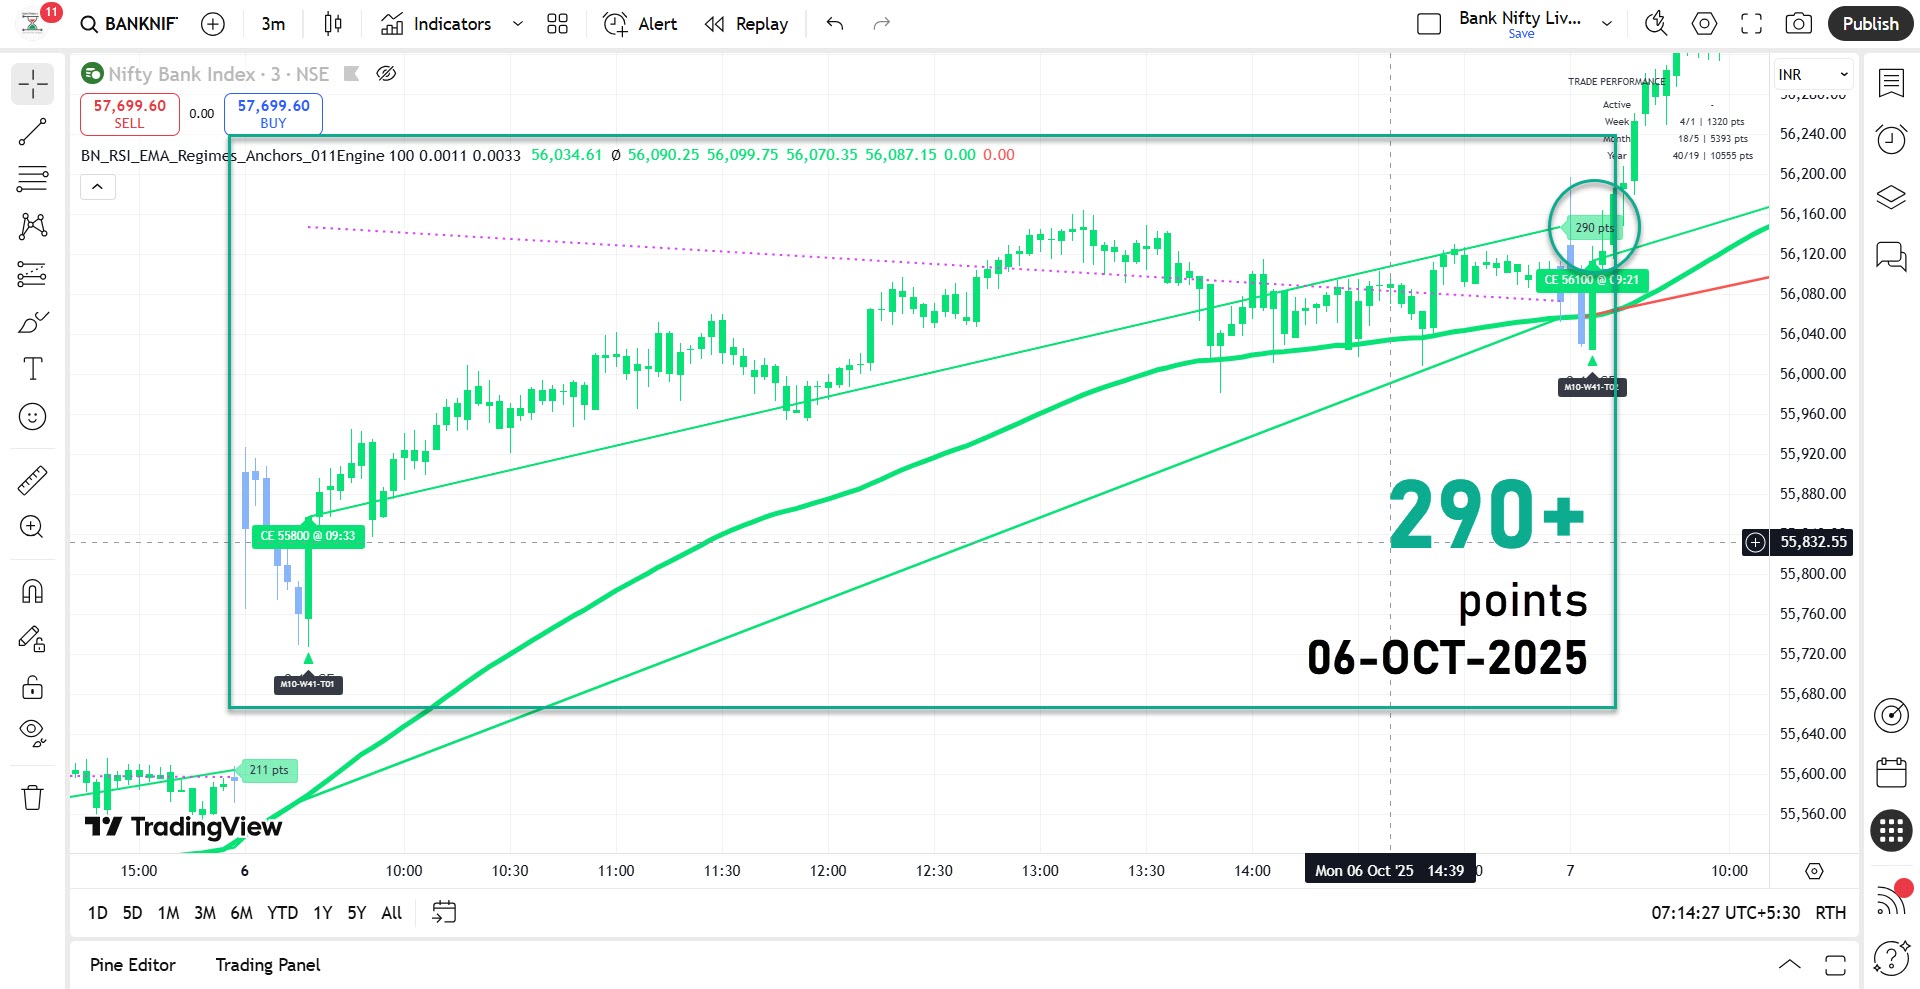 11
BANKNIF
3m
Indicators
Alert
Replay
Bank Nifty Liv...
Save
Publish
Nifty Bank Index · 3 · NSE
INR
57,699.60
SELL
0.00
57,699.60
BUY
BN_RSI_EMA_Regimes_Anchors_011Engine 100 0.0011 0.0033 56,034.61 Ø 56,090.25 56,099.75 56,070.35 56,087.15 0.00 0.00
TRADE PERFORMANCE
Active -
Week 4/1 | 1320 pts
Month 18/5 | 5393 pts
Year 40/19 | 10555 pts
56,280.00
56,240.00
56,200.00
56,160.00
56,120.00
56,080.00
56,040.00
56,000.00
55,960.00
55,920.00
55,880.00
55,832.55
55,800.00
55,760.00
55,720.00
55,680.00
55,640.00
55,600.00
55,560.00
290 pts
CE 56100 @ 09:21
M10-W41-T02
CE 55800 @ 09:33
M10-W41-T01
211 pts
290+
points
06-OCT-2025
TradingView
15:00
6
10:00
10:30
11:00
11:30
12:00
12:30
13:00
13:30
14:00
Mon 06 Oct '25 14:39
7
10:00
1D 5D 1M 3M 6M YTD 1Y 5Y All
07:14:27 UTC+5:30 RTH
Pine Editor
Trading Panel